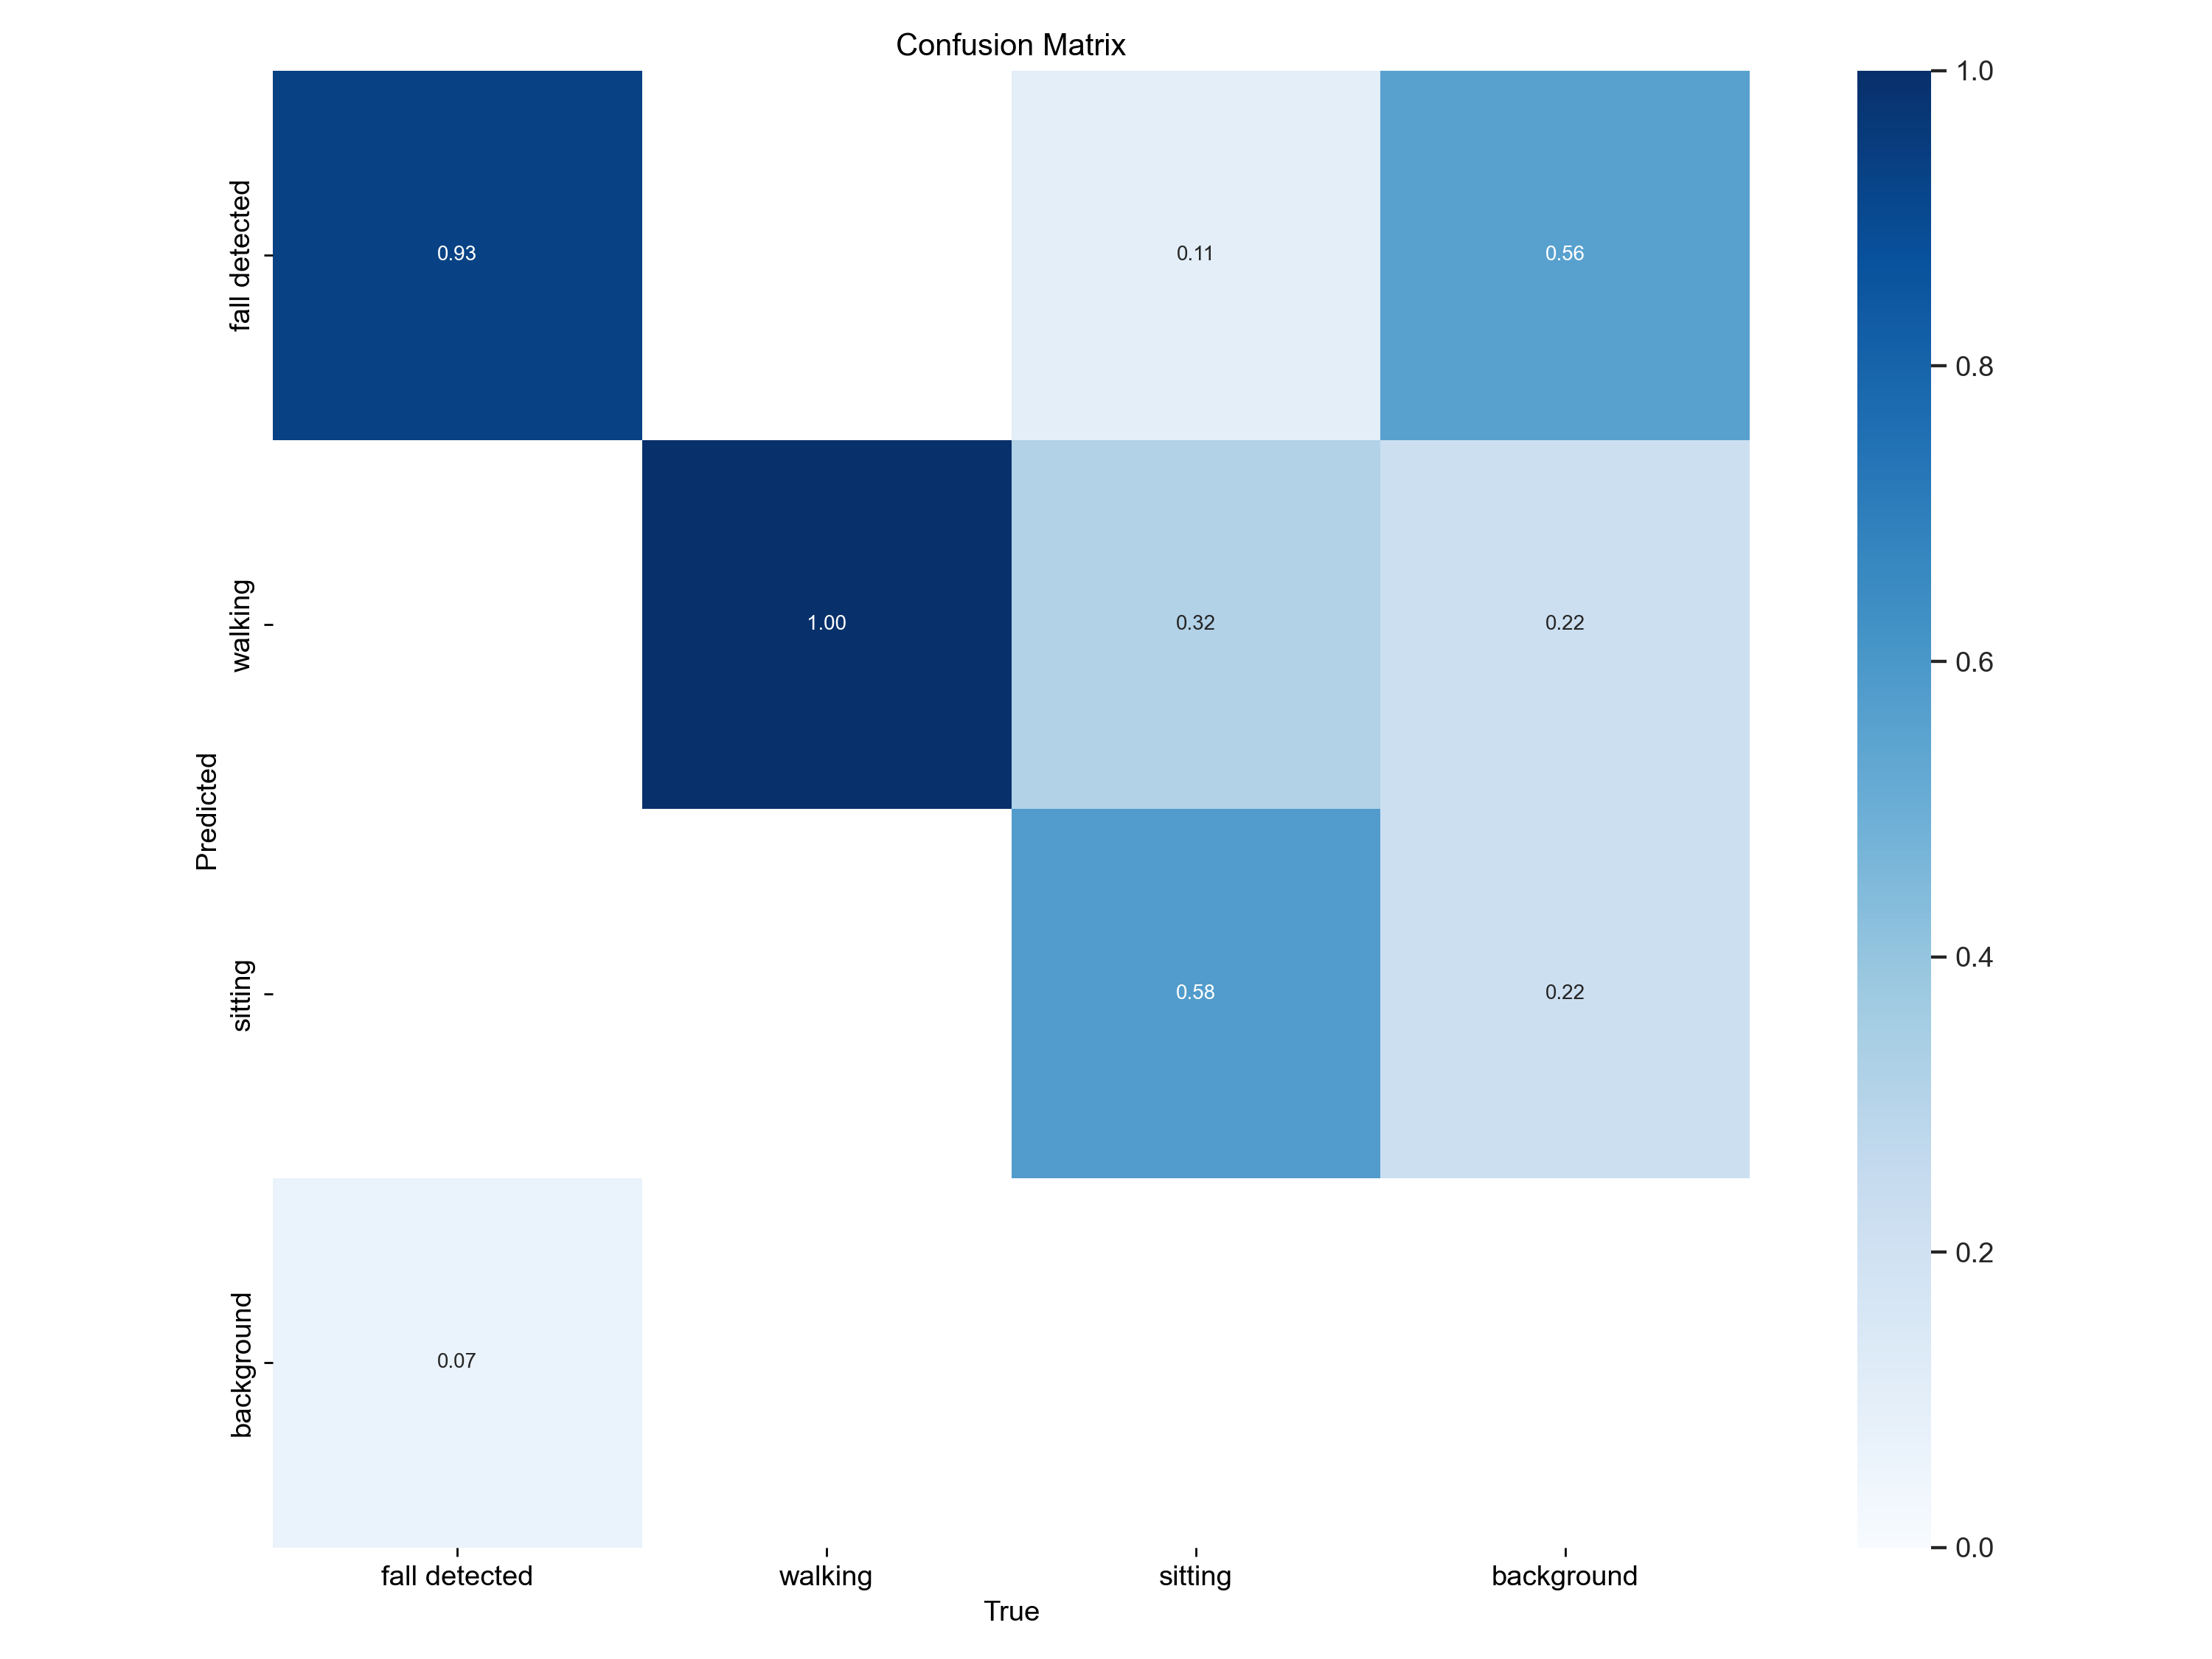 Confusion Matrix
fall detected
walking
sitting
background
Predicted
0.93
0.11
0.56
1.00
0.32
0.22
0.58
0.22
0.07
fall detected
walking
sitting
background
True
1.0
0.8
0.6
0.4
0.2
0.0